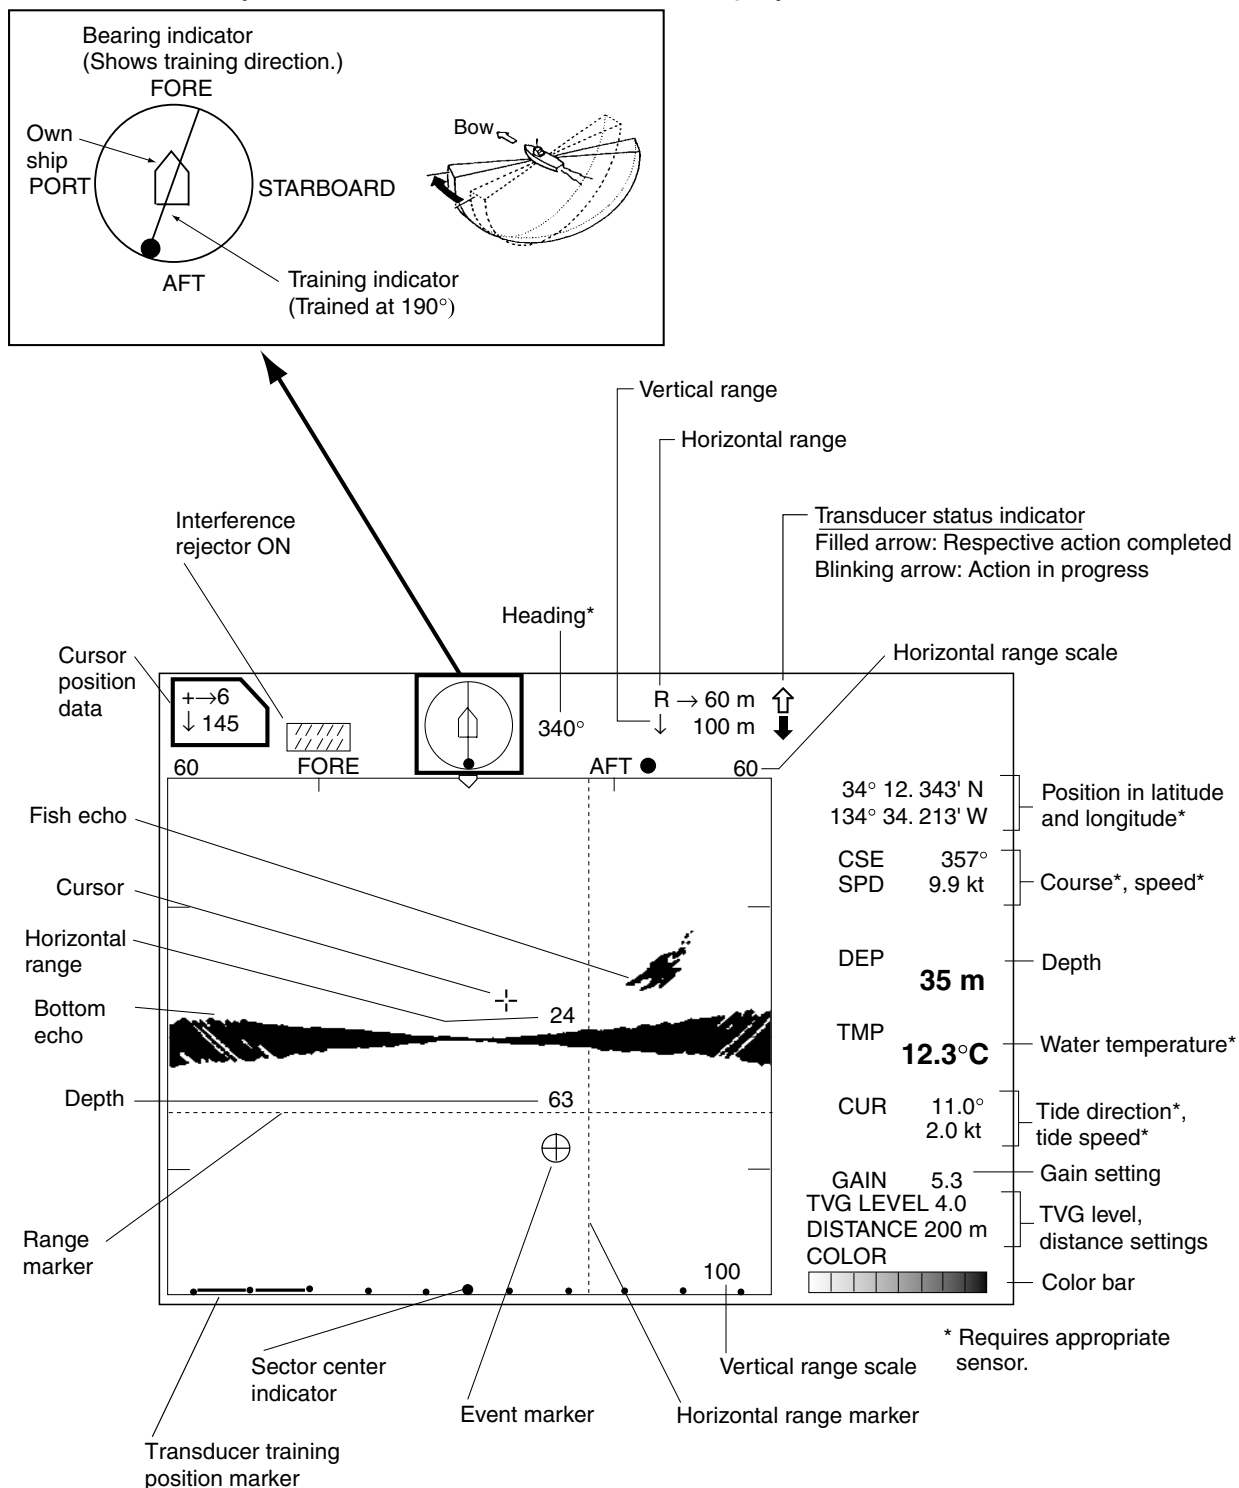 Bearing indicator
(Shows training direction.)
FORE
Own
ship
PORT
STARBOARD
AFT
Training indicator
(Trained at 190°)
Bow
Vertical range
Horizontal range
Interference
rejector ON
Transducer status indicator
Filled arrow: Respective action completed
Blinking arrow: Action in progress
Heading*
Cursor
position
data
Horizontal range scale
+→6
↓ 145
340°
R → 60 m
↓ 100 m
60
FORE
AFT ●
60
34° 12. 343' N
134° 34. 213' W
Position in latitude
and longitude*
Fish echo
CSE 357°
SPD 9.9 kt
Course*, speed*
Cursor
Horizontal
range
DEP
35 m
Depth
Bottom
echo
24
TMP
12.3°C
Water temperature*
Depth
63
CUR 11.0°
2.0 kt
Tide direction*,
tide speed*
GAIN 5.3
Gain setting
TVG LEVEL 4.0
DISTANCE 200 m
TVG level,
distance settings
Range
marker
COLOR
100
Color bar
* Requires appropriate
sensor.
Sector center
indicator
Vertical range scale
Event marker
Horizontal range marker
Transducer training
position marker